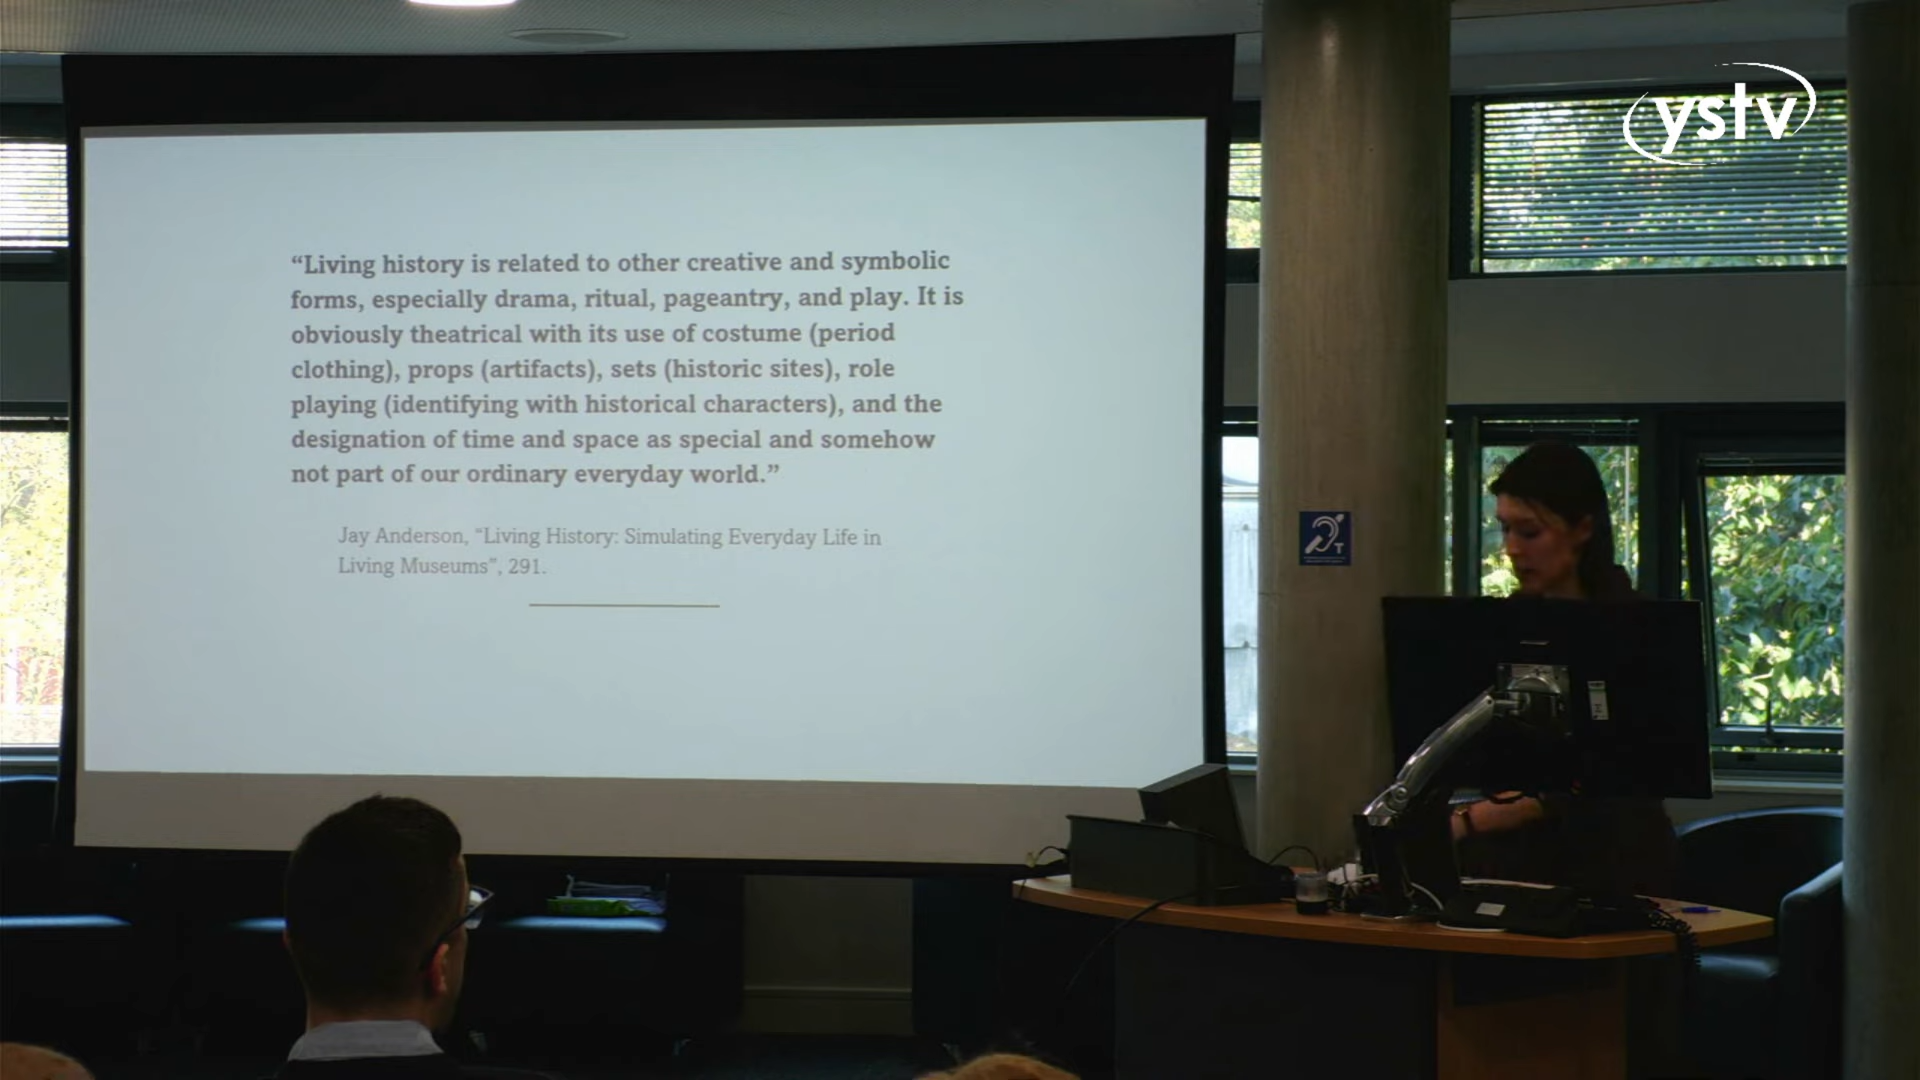 ystv
“Living history is related to other creative and symbolic
forms, especially drama, ritual, pageantry, and play. It is
obviously theatrical with its use of costume (period
clothing), props (artifacts), sets (historic sites), role
playing (identifying with historical characters), and the
designation of time and space as special and somehow
not part of our ordinary everyday world.”
Jay Anderson, “Living History: Simulating Everyday Life in
Living Museums”, 291.
T